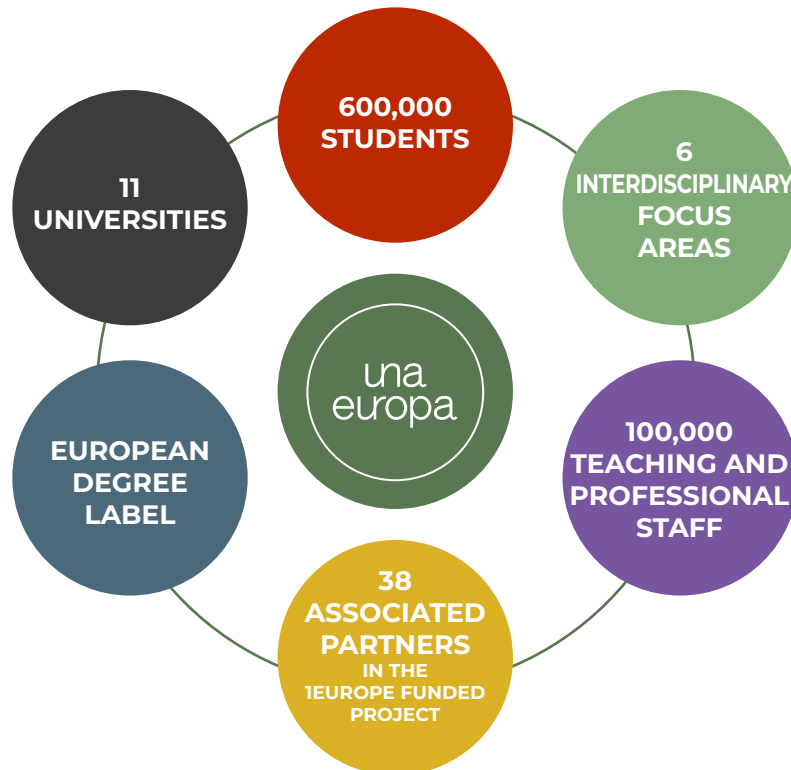 600,000
STUDENTS
11
UNIVERSITIES
6
INTERDISCIPLINARY
FOCUS
AREAS
una
europa
EUROPEAN
DEGREE
LABEL
100,000
TEACHING AND
PROFESSIONAL
STAFF
38
ASSOCIATED
PARTNERS
IN THE
1EUROPE FUNDED
PROJECT